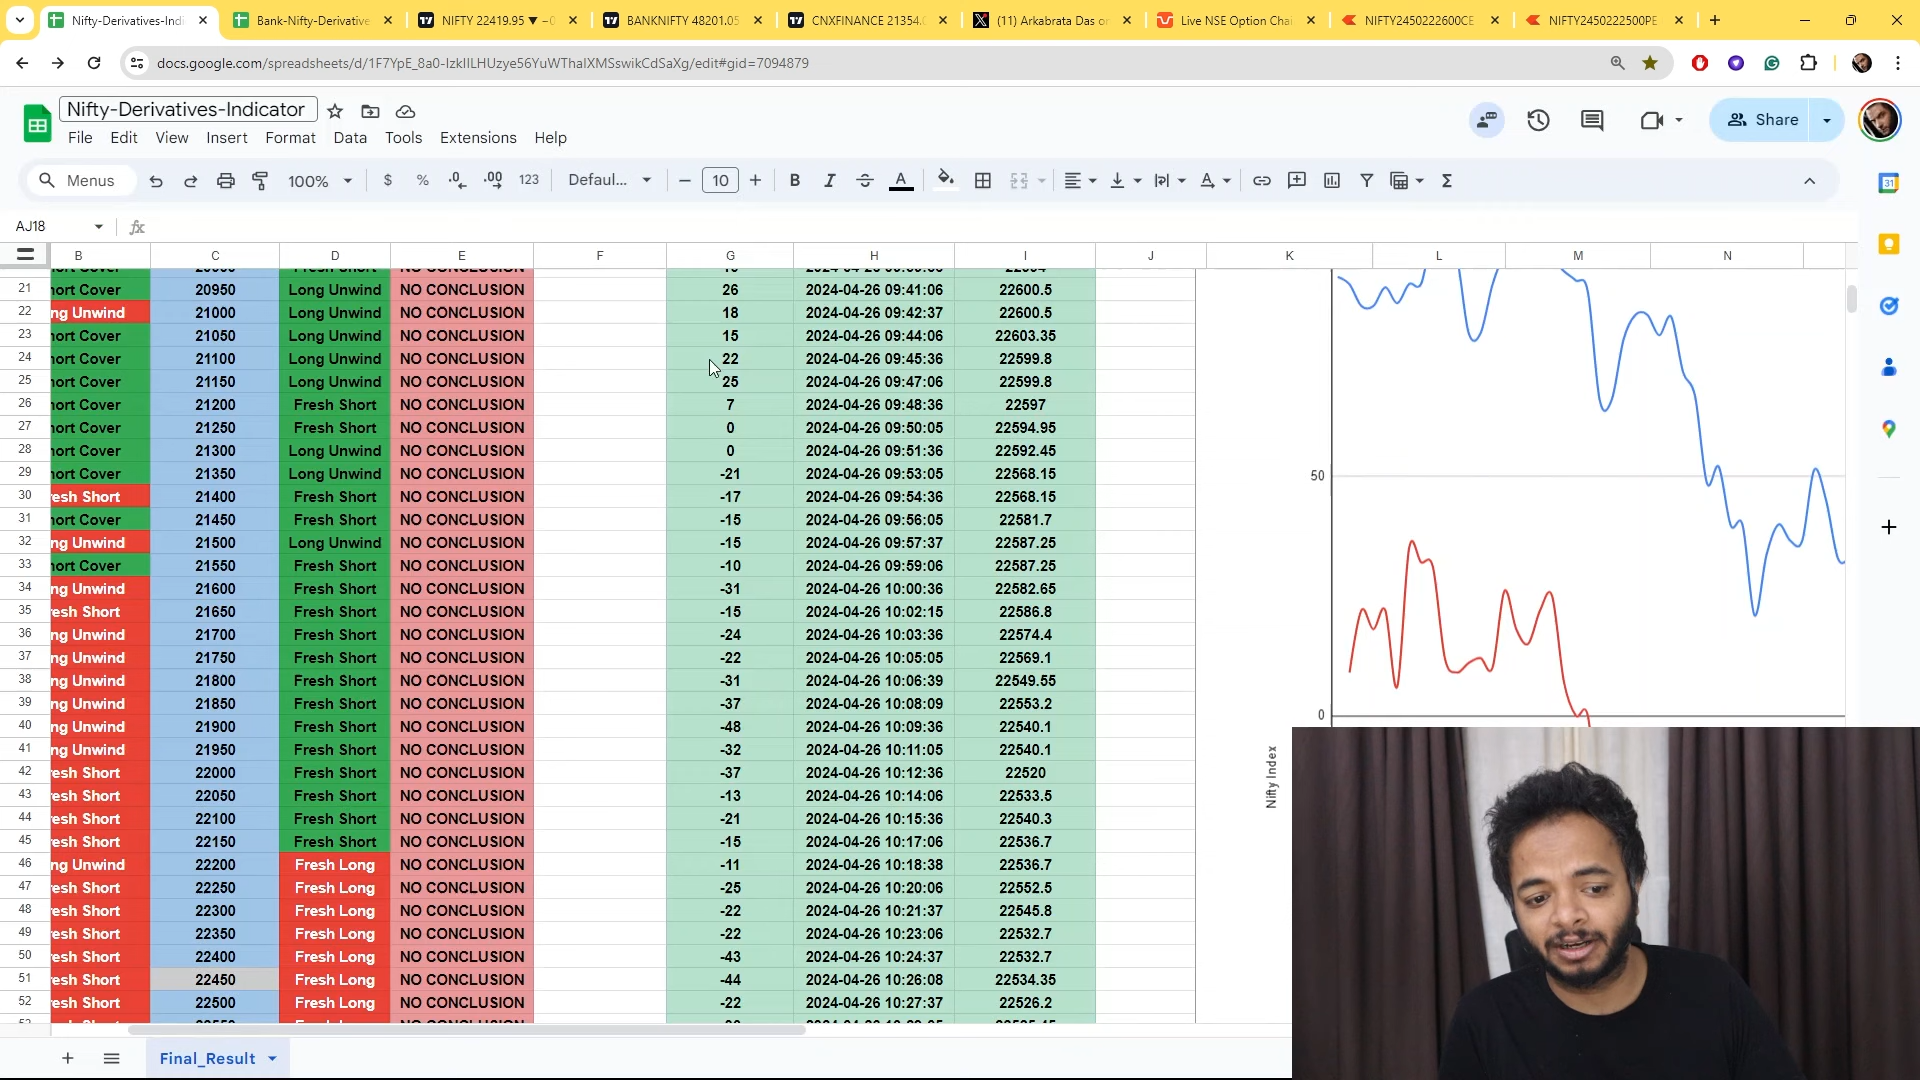 Nifty-Derivatives-Indi
Bank-Nifty-Derivative
NIFTY 22419.95 ▼ −0
BANKNIFTY 48201.05
CNXFINANCE 21354.
(11) Arkabrata Das or
Live NSE Option Chai
NIFTY2450222600CE
NIFTY2450222500PE
docs.google.com/spreadsheets/d/1F7YpE_8a0-IzkIILHUzye56YuWThaIXMSswikCdSaXg/edit#gid=7094879
Nifty-Derivatives-Indicator
File Edit View Insert Format Data Tools Extensions Help
Share
Menus 100% $ % .0 .00 123 Defaul... − 10 + B I A Σ
AJ18 fx
B C D E F G H I J K L M N
21 hort Cover 20950 Long Unwind NO CONCLUSION 26 2024-04-26 09:41:06 22600.5
22 ng Unwind 21000 Long Unwind NO CONCLUSION 18 2024-04-26 09:42:37 22600.5
23 hort Cover 21050 Long Unwind NO CONCLUSION 15 2024-04-26 09:44:06 22603.35
24 hort Cover 21100 Long Unwind NO CONCLUSION 22 2024-04-26 09:45:36 22599.8
25 hort Cover 21150 Long Unwind NO CONCLUSION 25 2024-04-26 09:47:06 22599.8
26 hort Cover 21200 Fresh Short NO CONCLUSION 7 2024-04-26 09:48:36 22597
27 hort Cover 21250 Fresh Short NO CONCLUSION 0 2024-04-26 09:50:05 22594.95
28 hort Cover 21300 Long Unwind NO CONCLUSION 0 2024-04-26 09:51:36 22592.45
29 hort Cover 21350 Long Unwind NO CONCLUSION -21 2024-04-26 09:53:05 22568.15
30 resh Short 21400 Fresh Short NO CONCLUSION -17 2024-04-26 09:54:36 22568.15
31 hort Cover 21450 Fresh Short NO CONCLUSION -15 2024-04-26 09:56:05 22581.7
32 ng Unwind 21500 Long Unwind NO CONCLUSION -15 2024-04-26 09:57:37 22587.25
33 hort Cover 21550 Fresh Short NO CONCLUSION -10 2024-04-26 09:59:06 22587.25
34 ng Unwind 21600 Fresh Short NO CONCLUSION -31 2024-04-26 10:00:36 22582.65
35 resh Short 21650 Fresh Short NO CONCLUSION -15 2024-04-26 10:02:15 22586.8
36 ng Unwind 21700 Fresh Short NO CONCLUSION -24 2024-04-26 10:03:36 22574.4
37 ng Unwind 21750 Fresh Short NO CONCLUSION -22 2024-04-26 10:05:05 22569.1
38 ng Unwind 21800 Fresh Short NO CONCLUSION -31 2024-04-26 10:06:39 22549.55
39 ng Unwind 21850 Fresh Short NO CONCLUSION -37 2024-04-26 10:08:09 22553.2
40 ng Unwind 21900 Fresh Short NO CONCLUSION -48 2024-04-26 10:09:36 22540.1
41 ng Unwind 21950 Fresh Short NO CONCLUSION -32 2024-04-26 10:11:05 22540.1
42 resh Short 22000 Fresh Short NO CONCLUSION -37 2024-04-26 10:12:36 22520
43 resh Short 22050 Fresh Short NO CONCLUSION -13 2024-04-26 10:14:06 22533.5
44 resh Short 22100 Fresh Short NO CONCLUSION -21 2024-04-26 10:15:36 22540.3
45 resh Short 22150 Fresh Short NO CONCLUSION -15 2024-04-26 10:17:06 22536.7
46 ng Unwind 22200 Fresh Long NO CONCLUSION -11 2024-04-26 10:18:38 22536.7
47 resh Short 22250 Fresh Long NO CONCLUSION -25 2024-04-26 10:20:06 22552.5
48 resh Short 22300 Fresh Long NO CONCLUSION -22 2024-04-26 10:21:37 22545.8
49 resh Short 22350 Fresh Long NO CONCLUSION -22 2024-04-26 10:23:06 22532.7
50 resh Short 22400 Fresh Long NO CONCLUSION -43 2024-04-26 10:24:37 22532.7
51 resh Short 22450 Fresh Long NO CONCLUSION -44 2024-04-26 10:26:08 22534.35
52 resh Short 22500 Fresh Long NO CONCLUSION -22 2024-04-26 10:27:37 22526.2
50
0
Nifty Index
31
Final_Result